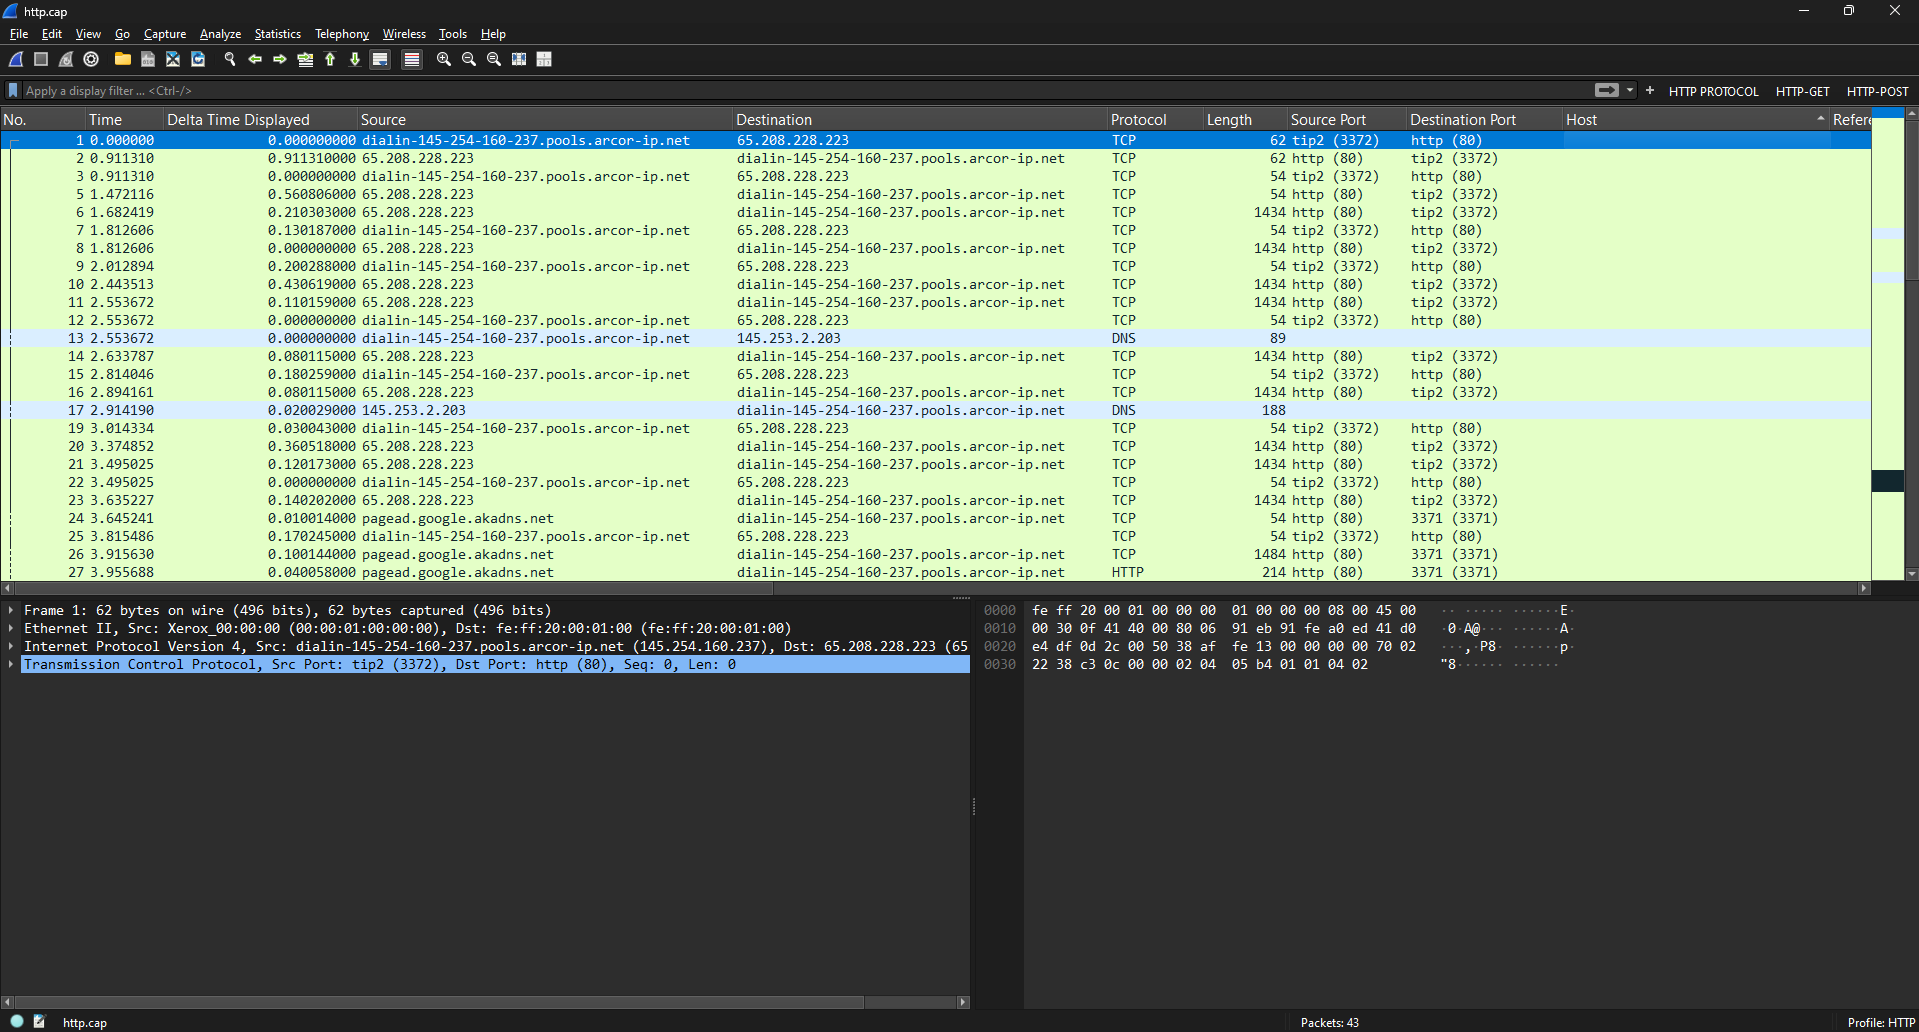 http.cap
File Edit View Go Capture Analyze Statistics Telephony Wireless Tools Help
Apply a display filter ... <Ctrl-/> + HTTP PROTOCOL HTTP-GET HTTP-POST
No. Time Delta Time Displayed Source Destination Protocol Length Source Port Destination Port Host Refere
1 0.000000 0.000000000 dialin-145-254-160-237.pools.arcor-ip.net 65.208.228.223 TCP 62 tip2 (3372) http (80)
2 0.911310 0.911310000 65.208.228.223 dialin-145-254-160-237.pools.arcor-ip.net TCP 62 http (80) tip2 (3372)
3 0.911310 0.000000000 dialin-145-254-160-237.pools.arcor-ip.net 65.208.228.223 TCP 54 tip2 (3372) http (80)
5 1.472116 0.560806000 65.208.228.223 dialin-145-254-160-237.pools.arcor-ip.net TCP 54 http (80) tip2 (3372)
6 1.682419 0.210303000 65.208.228.223 dialin-145-254-160-237.pools.arcor-ip.net TCP 1434 http (80) tip2 (3372)
7 1.812606 0.130187000 dialin-145-254-160-237.pools.arcor-ip.net 65.208.228.223 TCP 54 tip2 (3372) http (80)
8 1.812606 0.000000000 65.208.228.223 dialin-145-254-160-237.pools.arcor-ip.net TCP 1434 http (80) tip2 (3372)
9 2.012894 0.200288000 dialin-145-254-160-237.pools.arcor-ip.net 65.208.228.223 TCP 54 tip2 (3372) http (80)
10 2.443513 0.430619000 65.208.228.223 dialin-145-254-160-237.pools.arcor-ip.net TCP 1434 http (80) tip2 (3372)
11 2.553672 0.110159000 65.208.228.223 dialin-145-254-160-237.pools.arcor-ip.net TCP 1434 http (80) tip2 (3372)
12 2.553672 0.000000000 dialin-145-254-160-237.pools.arcor-ip.net 65.208.228.223 TCP 54 tip2 (3372) http (80)
13 2.553672 0.000000000 dialin-145-254-160-237.pools.arcor-ip.net 145.253.2.203 DNS 89
14 2.633787 0.080115000 65.208.228.223 dialin-145-254-160-237.pools.arcor-ip.net TCP 1434 http (80) tip2 (3372)
15 2.814046 0.180259000 dialin-145-254-160-237.pools.arcor-ip.net 65.208.228.223 TCP 54 tip2 (3372) http (80)
16 2.894161 0.080115000 65.208.228.223 dialin-145-254-160-237.pools.arcor-ip.net TCP 1434 http (80) tip2 (3372)
17 2.914190 0.020029000 145.253.2.203 dialin-145-254-160-237.pools.arcor-ip.net DNS 188
19 3.014334 0.030043000 dialin-145-254-160-237.pools.arcor-ip.net 65.208.228.223 TCP 54 tip2 (3372) http (80)
20 3.374852 0.360518000 65.208.228.223 dialin-145-254-160-237.pools.arcor-ip.net TCP 1434 http (80) tip2 (3372)
21 3.495025 0.120173000 65.208.228.223 dialin-145-254-160-237.pools.arcor-ip.net TCP 1434 http (80) tip2 (3372)
22 3.495025 0.000000000 dialin-145-254-160-237.pools.arcor-ip.net 65.208.228.223 TCP 54 tip2 (3372) http (80)
23 3.635227 0.140202000 65.208.228.223 dialin-145-254-160-237.pools.arcor-ip.net TCP 1434 http (80) tip2 (3372)
24 3.645241 0.010014000 pagead.google.akadns.net dialin-145-254-160-237.pools.arcor-ip.net TCP 54 http (80) 3371 (3371)
25 3.815486 0.170245000 dialin-145-254-160-237.pools.arcor-ip.net 65.208.228.223 TCP 54 tip2 (3372) http (80)
26 3.915630 0.100144000 pagead.google.akadns.net dialin-145-254-160-237.pools.arcor-ip.net TCP 1484 http (80) 3371 (3371)
27 3.955688 0.040058000 pagead.google.akadns.net dialin-145-254-160-237.pools.arcor-ip.net HTTP 214 http (80) 3371 (3371)
Frame 1: 62 bytes on wire (496 bits), 62 bytes captured (496 bits)
Ethernet II, Src: Xerox_00:00:00 (00:00:01:00:00:00), Dst: fe:ff:20:00:01:00 (fe:ff:20:00:01:00)
Internet Protocol Version 4, Src: dialin-145-254-160-237.pools.arcor-ip.net (145.254.160.237), Dst: 65.208.228.223 (65
Transmission Control Protocol, Src Port: tip2 (3372), Dst Port: http (80), Seq: 0, Len: 0
0000 fe ff 20 00 01 00 00 00 01 00 00 00 08 00 45 00 ·· ····· ······E·
0010 00 30 0f 41 40 00 80 06 91 eb 91 fe a0 ed 41 d0 ·0·A@··· ······A·
0020 e4 df 0d 2c 00 50 38 af fe 13 00 00 00 00 70 02 ···,·P8· ······p·
0030 22 38 c3 0c 00 00 02 04 05 b4 01 01 04 02 "8······ ······
http.cap Packets: 43 Profile: HTTP